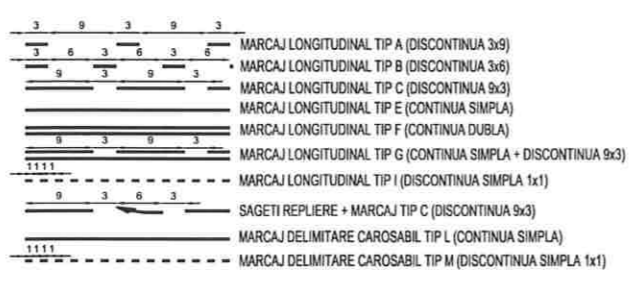 3 9 3 9 3
MARCAJ LONGITUDINAL TIP A (DISCONTINUA 3x9)
3 6 3 6 3 6
MARCAJ LONGITUDINAL TIP B (DISCONTINUA 3x6)
9 3 9 3
MARCAJ LONGITUDINAL TIP C (DISCONTINUA 9x3)
MARCAJ LONGITUDINAL TIP E (CONTINUA SIMPLA)
MARCAJ LONGITUDINAL TIP F (CONTINUA DUBLA)
9 3 9 3
MARCAJ LONGITUDINAL TIP G (CONTINUA SIMPLA + DISCONTINUA 9x3)
1111
MARCAJ LONGITUDINAL TIP I (DISCONTINUA SIMPLA 1x1)
9 3 6 3
SAGETI REPLIERE + MARCAJ TIP C (DISCONTINUA 9x3)
MARCAJ DELIMITARE CAROSABIL TIP L (CONTINUA SIMPLA)
1111
MARCAJ DELIMITARE CAROSABIL TIP M (DISCONTINUA SIMPLA 1x1)